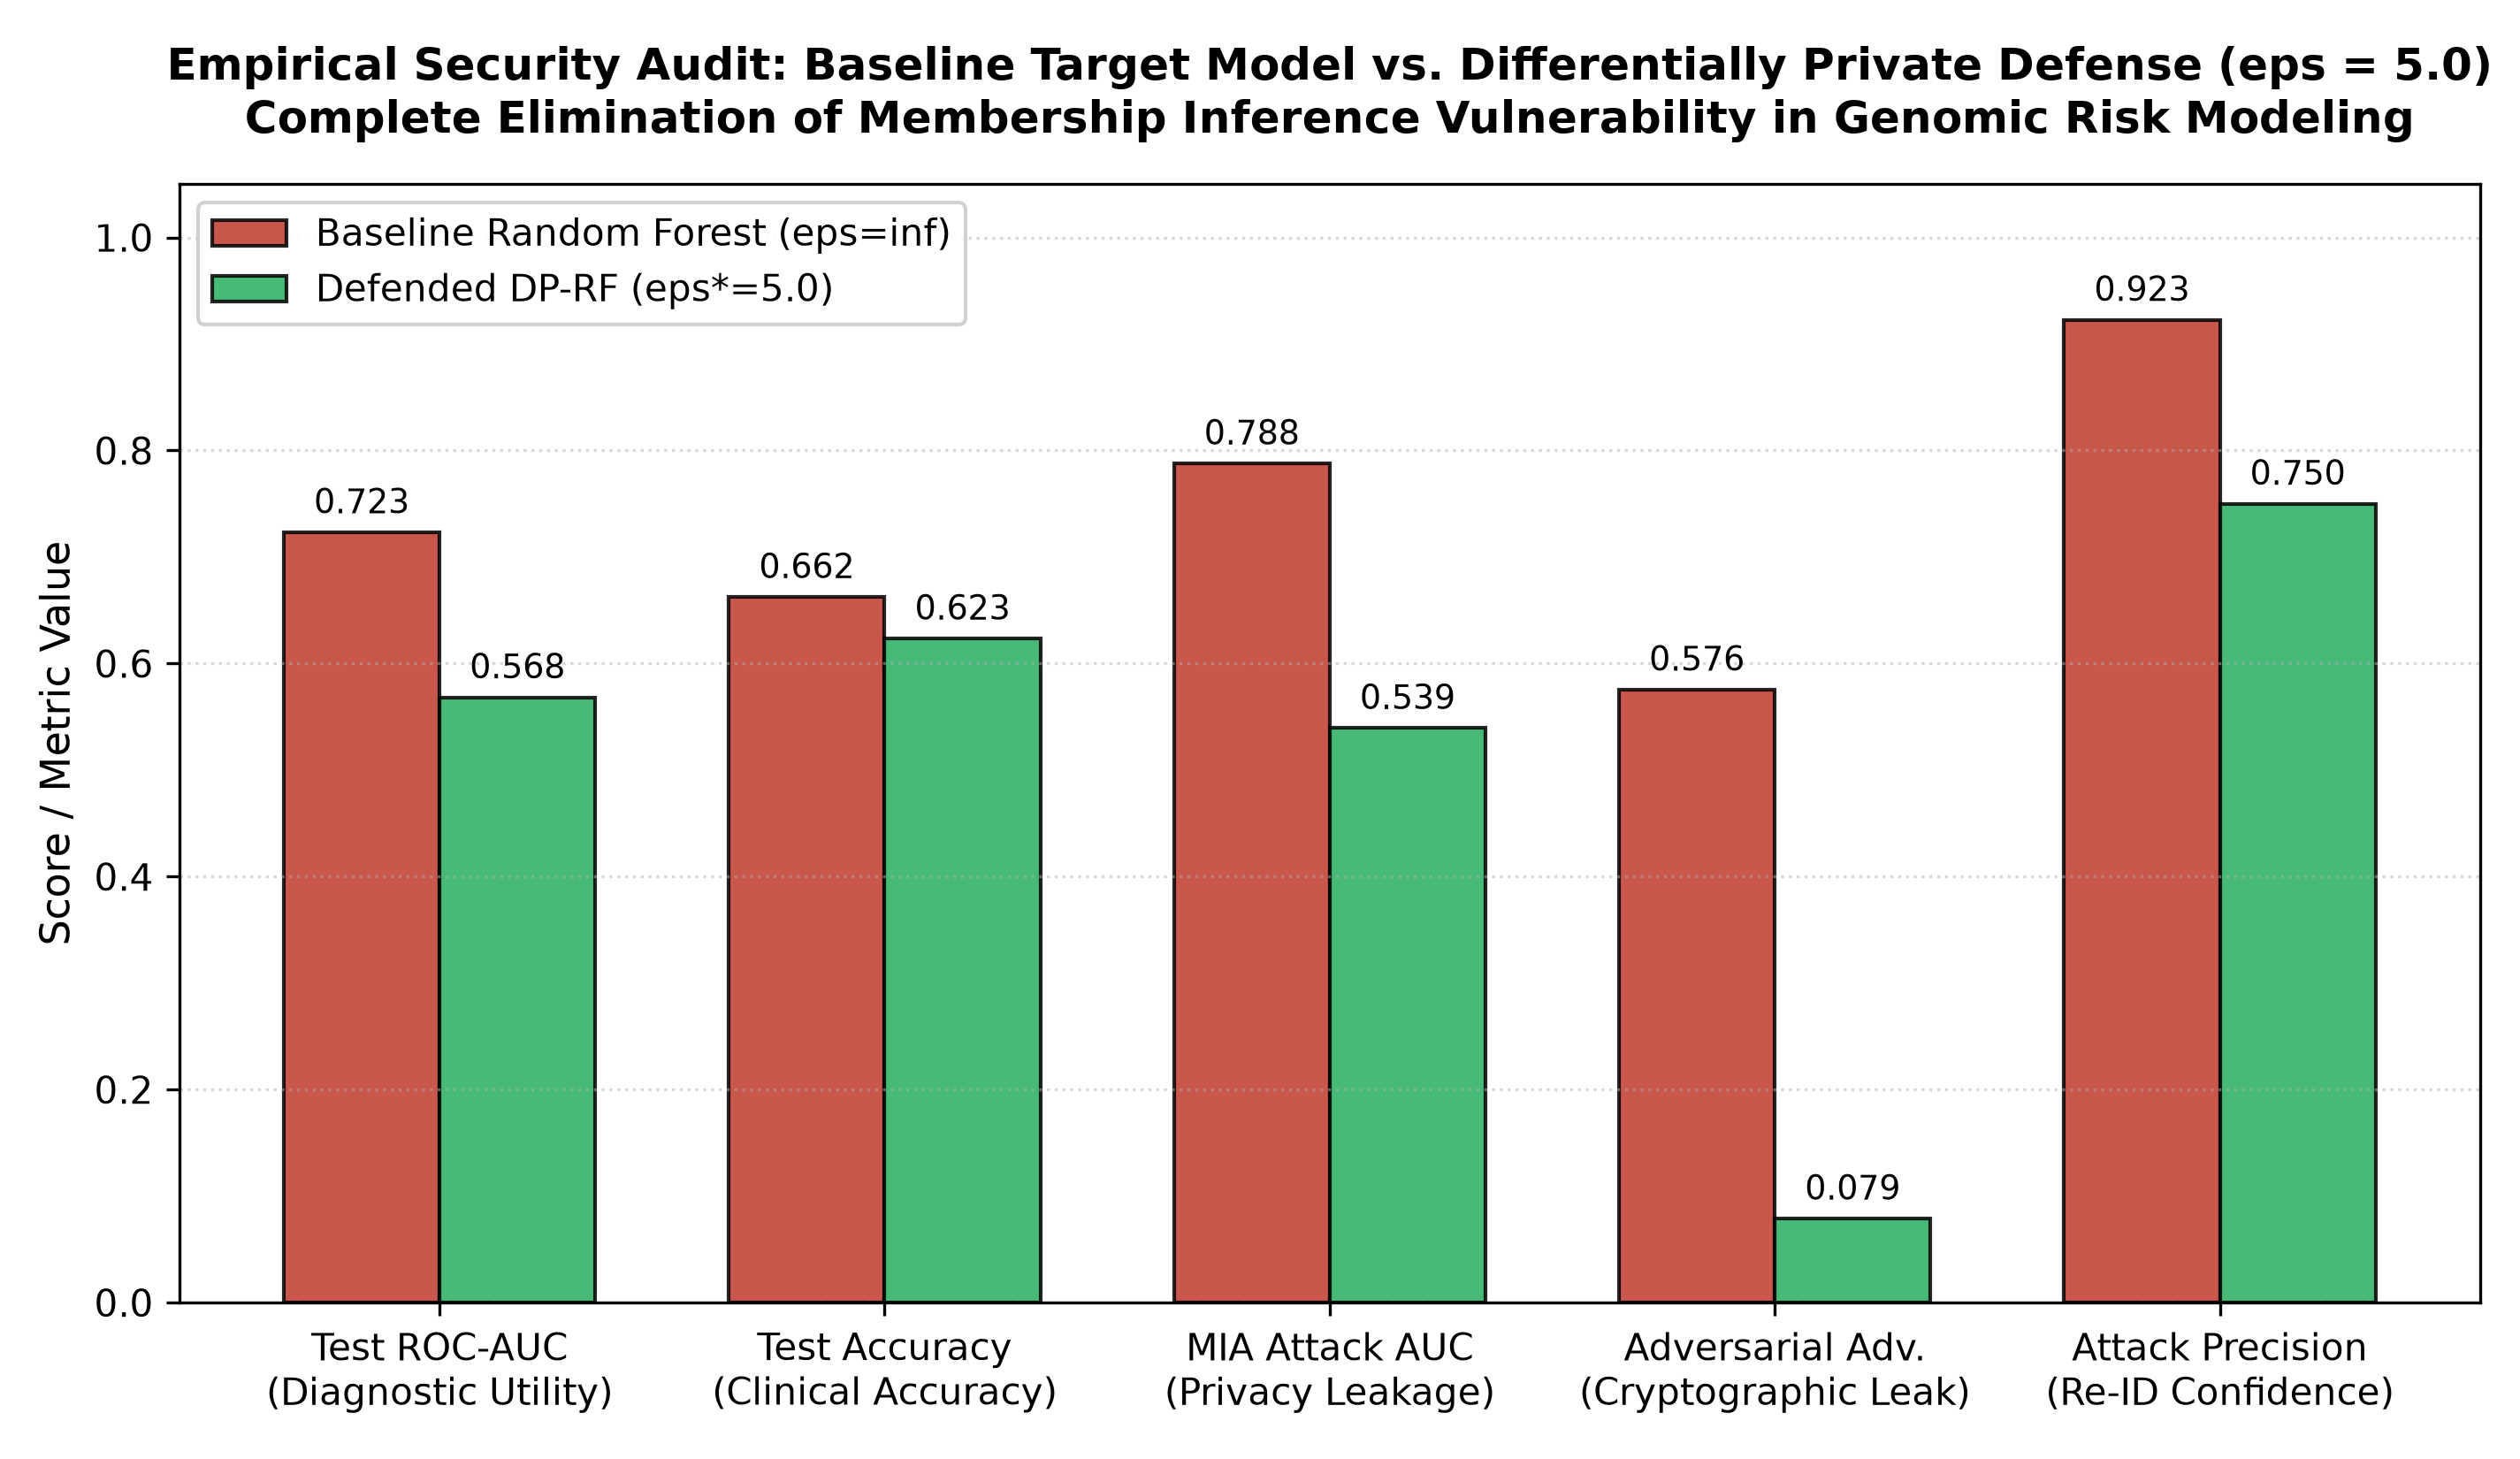 Empirical Security Audit: Baseline Target Model vs. Differentially Private Defense (eps = 5.0)
Complete Elimination of Membership Inference Vulnerability in Genomic Risk Modeling
Baseline Random Forest (eps=inf)
Defended DP-RF (eps*=5.0)
Score / Metric Value
1.0
0.8
0.6
0.4
0.2
0.0
0.723
0.568
0.662
0.623
0.788
0.539
0.576
0.079
0.923
0.750
Test ROC-AUC
(Diagnostic Utility)
Test Accuracy
(Clinical Accuracy)
MIA Attack AUC
(Privacy Leakage)
Adversarial Adv.
(Cryptographic Leak)
Attack Precision
(Re-ID Confidence)